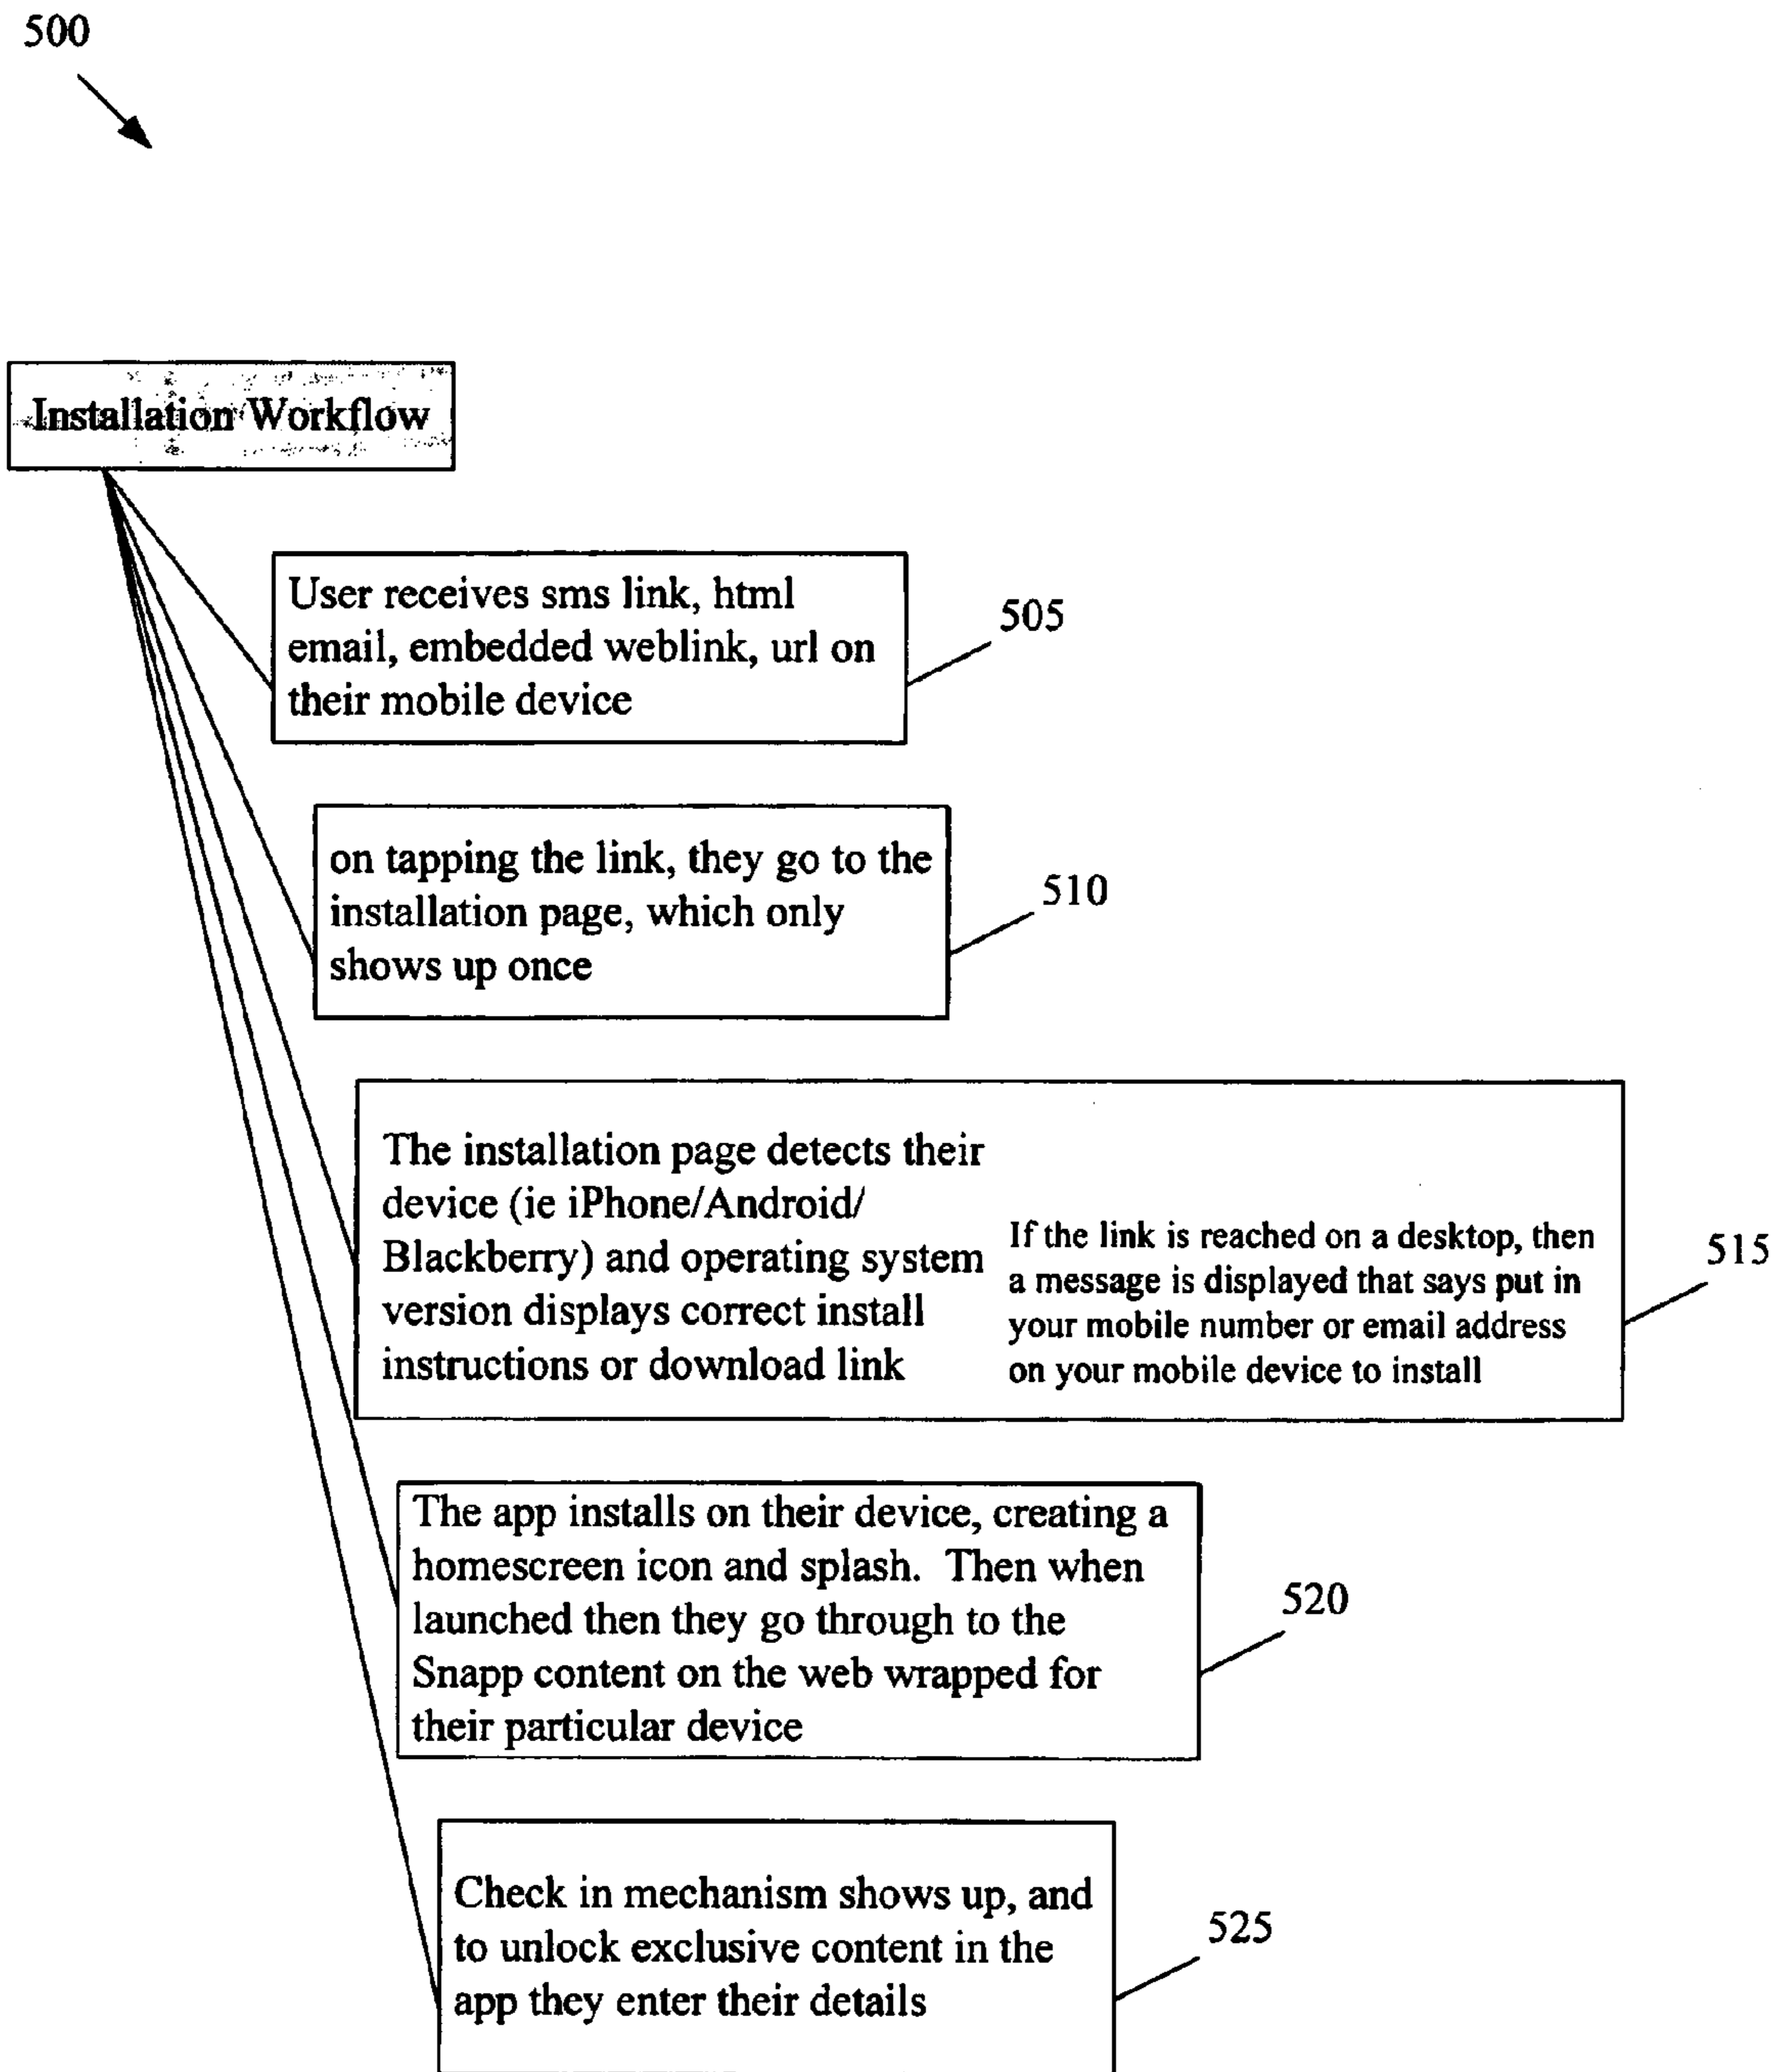 500
Installation Workflow
User receives sms link, html
email, embedded weblink, url on
their mobile device
505
on tapping the link, they go to the
installation page, which only
shows up once
510
The installation page detects their
device (ie iPhone/Android/
Blackberry) and operating system
version displays correct install
instructions or download link
If the link is reached on a desktop, then
a message is displayed that says put in
your mobile number or email address
on your mobile device to install
515
The app installs on their device, creating a
homescreen icon and splash. Then when
launched then they go through to the
Snapp content on the web wrapped for
their particular device
520
Check in mechanism shows up, and
to unlock exclusive content in the
app they enter their details
525